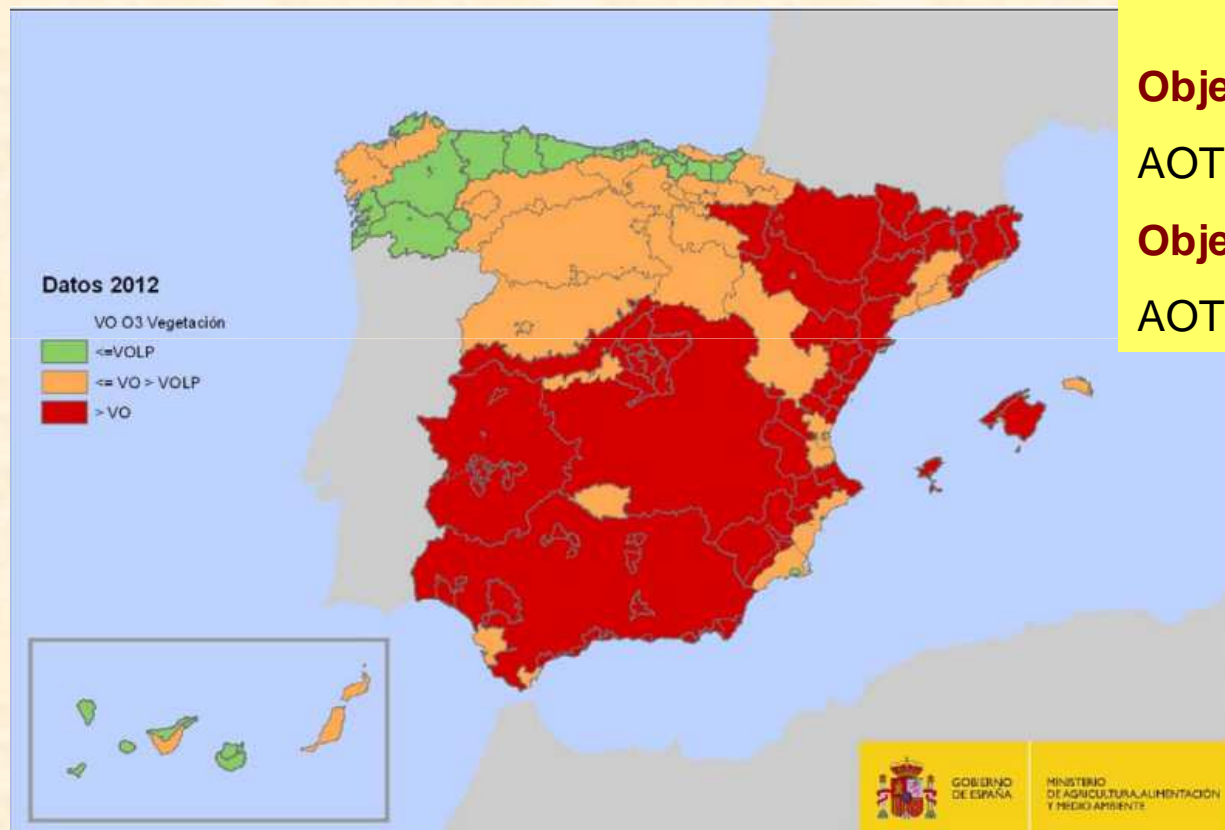 Obje
AOT
Obje
AOT
Datos 2012
VO O3 Vegetación
<=VOLP
<= VO > VOLP
> VO
GOBIERNO
DE ESPAÑA
MINISTERIO
DE AGRICULTURA, ALIMENTACIÓN
Y MEDIO AMBIENTE